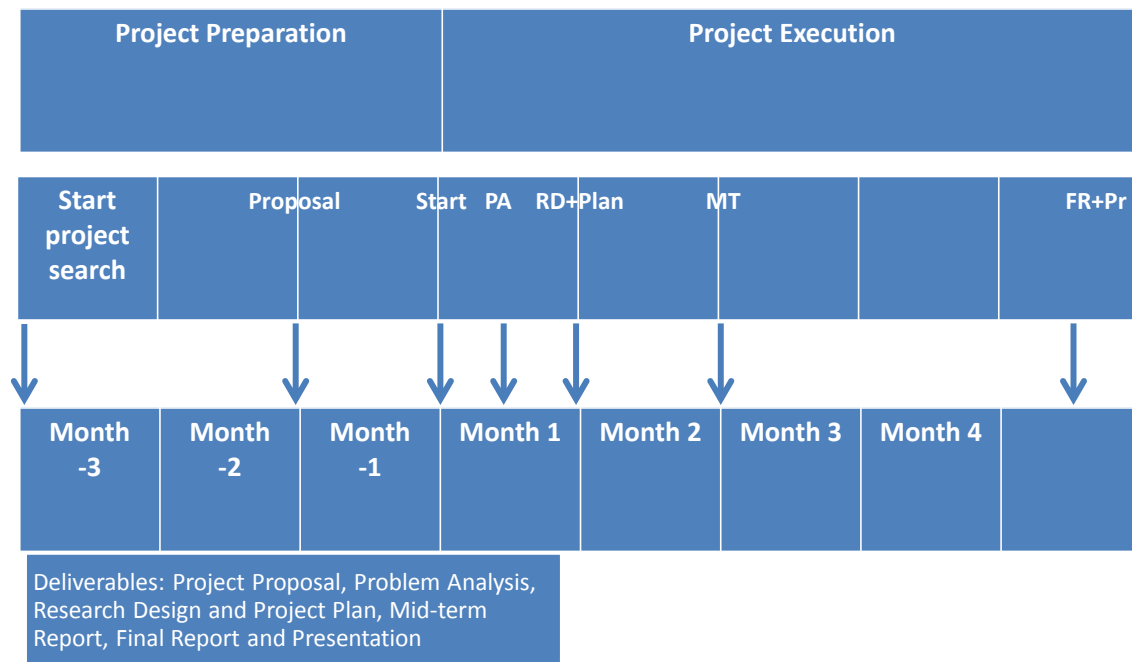 Project Preparation
Project Execution
Start
project
search
Proposal
Start
PA
RD+Plan
MT
FR+Pr
Month
-3
Month
-2
Month
-1
Month 1
Month 2
Month 3
Month 4
Deliverables: Project Proposal, Problem Analysis,
Research Design and Project Plan, Mid-term
Report, Final Report and Presentation